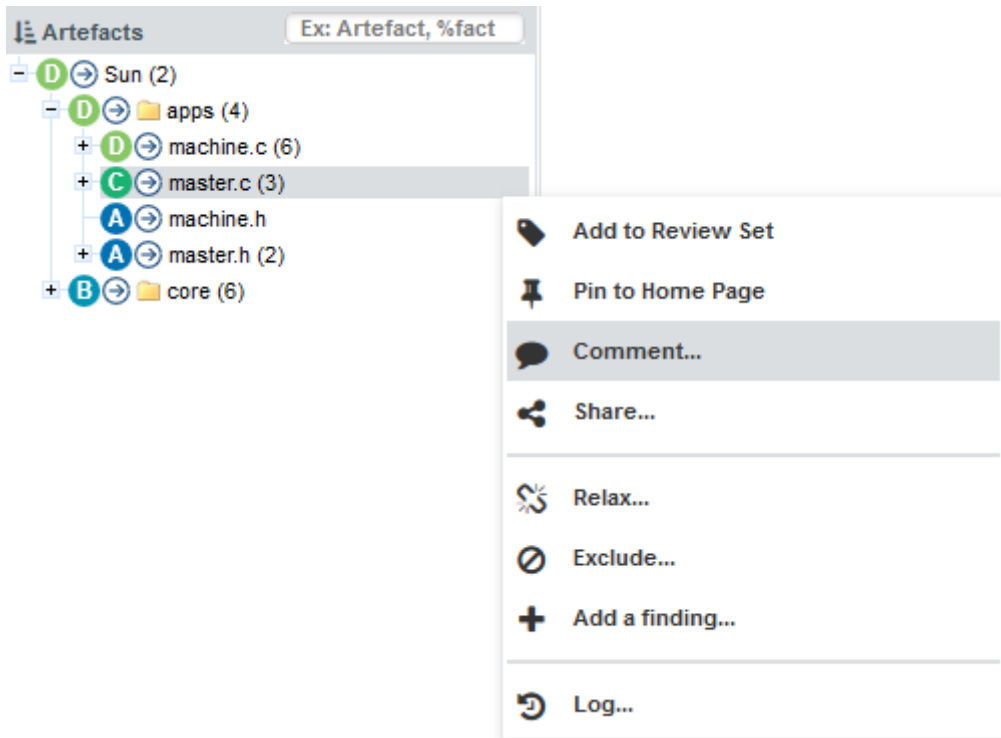 Artefacts Ex: Artefact, %fact
D Sun (2)
D apps (4)
D machine.c (6)
C master.c (3)
A machine.h
A master.h (2)
B core (6)
Add to Review Set
Pin to Home Page
Comment...
Share...
Relax...
Exclude...
Add a finding...
Log...